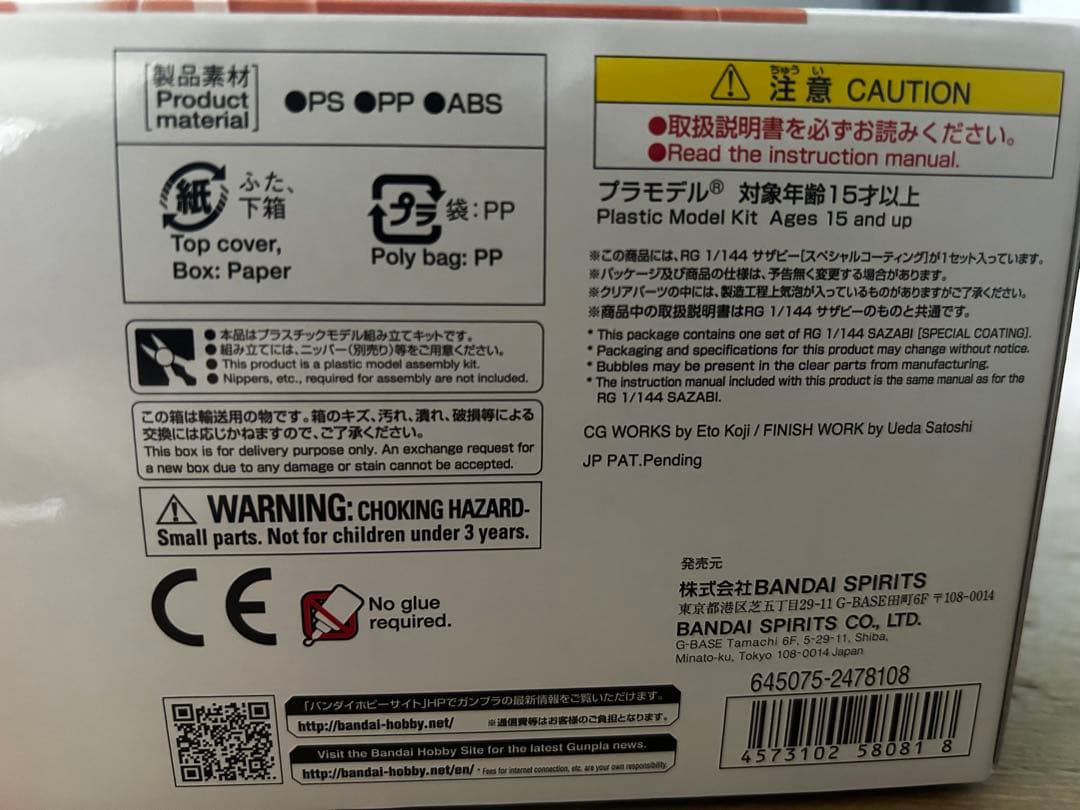 [製品素材]
Product
material
●PS ●PP ●ABS
紙
ふた、
下箱
Top cover,
Box: Paper
プラ
袋:PP
Poly bag: PP
● 本品はプラスチックモデル組み立てキットです。
● 組み立てには、ニッパー(別売り)等をご用意ください。
● This product is a plastic model assembly kit.
● Nippers, etc., required for assembly are not included.
この箱は輸送用の物です。箱のキズ、汚れ、潰れ、破損等による
交換には応じかねますので、ご了承ください。
This box is for delivery purpose only. An exchange request for
a new box due to any damage or stain cannot be accepted.
⚠ WARNING: CHOKING HAZARD-
Small parts. Not for children under 3 years.
CE
No glue
required.
「バンダイホビーサイト」HPでガンプラの最新情報をご覧いただけます。
http://bandai-hobby.net/ ※通信費等はお客様のご負担となります。
Visit the Bandai Hobby Site for the latest Gunpla news.
http://bandai-hobby.net/en/ * Fees for internet connection, etc. are your own responsibility.
ちゅう い
⚠ 注意 CAUTION
●取扱説明書を必ずお読みください。
●Read the instruction manual.
プラモデル® 対象年齢15才以上
Plastic Model Kit Ages 15 and up
※この商品には、RG 1/144 サザビー[スペシャルコーティング]が1セット入っています。
※パッケージ及び商品の仕様は、予告無く変更する場合があります。
※クリアパーツの中には、製造工程上気泡が入っているものがありますがご了承ください。
※商品中の取扱説明書はRG 1/144 サザビーのものと共通です。
* This package contains one set of RG 1/144 SAZABI [SPECIAL COATING].
* Packaging and specifications for this product may change without notice.
* Bubbles may be present in the clear parts from manufacturing.
* The instruction manual included with this product is the same manual as for the
RG 1/144 SAZABI.
CG WORKS by Eto Koji / FINISH WORK by Ueda Satoshi
JP PAT.Pending
発売元
株式会社BANDAI SPIRITS
東京都港区芝五丁目29-11 G-BASE田町6F 〒108-0014
BANDAI SPIRITS CO., LTD.
G-BASE Tamachi 6F, 5-29-11, Shiba,
Minato-ku, Tokyo 108-0014 Japan
645075-2478108
4573102 58081 8